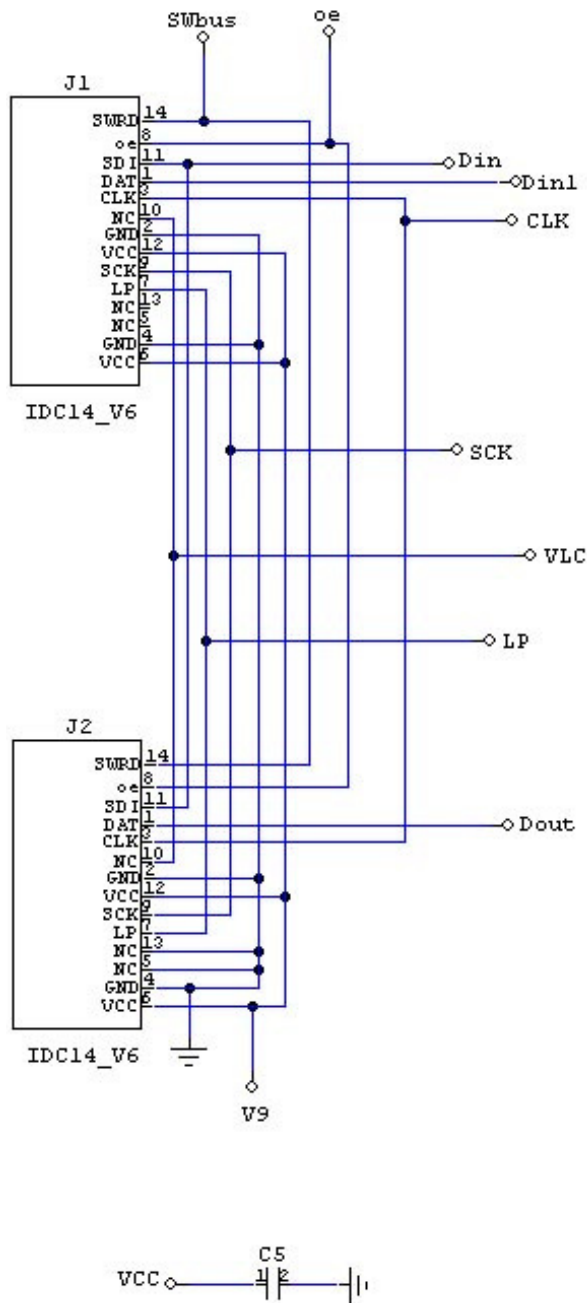 SWbus
oe
J1
SWRD 14
oe 8
SDI 11
DAT 1
CLK 3
NC 10
GND 2
VCC 12
SCK 9
LP 7
NC 13
NC 5
GND 4
VCC 6
IDC14_V6
Din
Din1
CLK
SCK
VLC
LP
J2
SWRD 14
oe 8
SDI 11
DAT 1
CLK 3
NC 10
GND 2
VCC 12
SCK 9
LP 7
NC 13
NC 5
GND 4
VCC 6
IDC14_V6
Dout
V9
C5
VCC 1 2